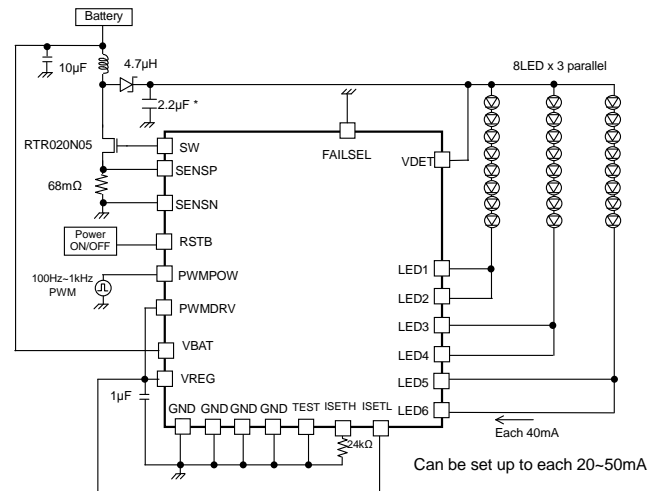 Battery
10μF
4.7μH
2.2μF *
8LED x 3 parallel
RTR020N05
68mΩ
Power
ON/OFF
100Hz~1kHz
PWM
1μF
SW
SENSP
SENSN
RSTB
PWMPOW
PWMDRV
VBAT
VREG
FAILSEL
VDET
LED1
LED2
LED3
LED4
LED5
LED6
GND GND GND GND TEST ISETH ISETL
24kΩ
Each 40mA
Can be set up to each 20~50mA